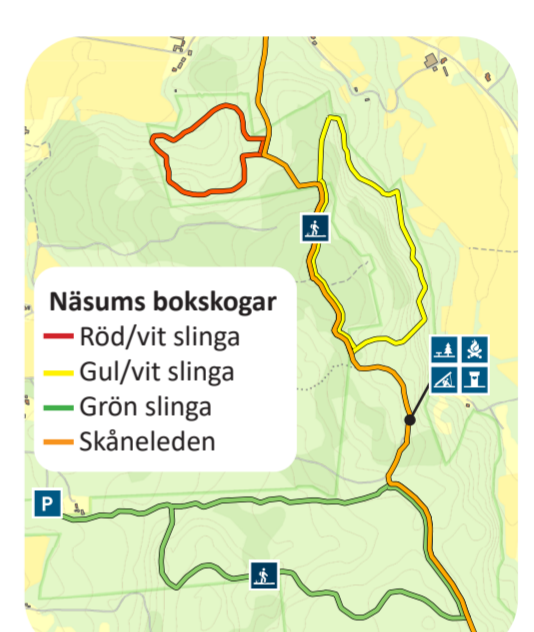 Näsums bokskogar
Röd/vit slinga
Gul/vit slinga
Grön slinga
Skåneleden
P